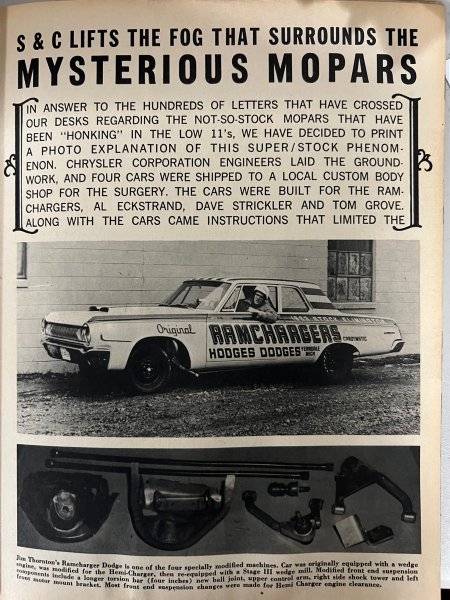 S & C LIFTS THE FOG THAT SURROUNDS THE
MYSTERIOUS MOPARS
IN ANSWER TO THE HUNDREDS OF LETTERS THAT HAVE CROSSED
OUR DESKS REGARDING THE NOT-SO-STOCK MOPARS THAT HAVE
BEEN "HONKING" IN THE LOW 11's, WE HAVE DECIDED TO PRINT
A PHOTO EXPLANATION OF THIS SUPER/STOCK PHENOM-
ENON. CHRYSLER CORPORATION ENGINEERS LAID THE GROUND-
WORK, AND FOUR CARS WERE SHIPPED TO A LOCAL CUSTOM BODY
SHOP FOR THE SURGERY. THE CARS WERE BUILT FOR THE RAM-
CHARGERS, AL ECKSTRAND, DAVE STRICKLER AND TOM GROVE.
ALONG WITH THE CARS CAME INSTRUCTIONS THAT LIMITED THE
STOCK ELIMINATOR
Original RAMCHARGERS CANDYMATIC
HODGES DODGES FERNDALE
MICH
Jim Thornton's Ramcharger Dodge is one of the four specially modified machines. Car was originally equipped with a wedge
engine, was modified for the Hemi-Charger, then re-equipped with a Stage III wedge mill. Modified front end suspension
components include a longer torsion bar (four inches) new ball joint, upper control arm, right side shock tower and left
front motor mount bracket. Most front end suspension changes were made for Hemi Charger engine clearance.